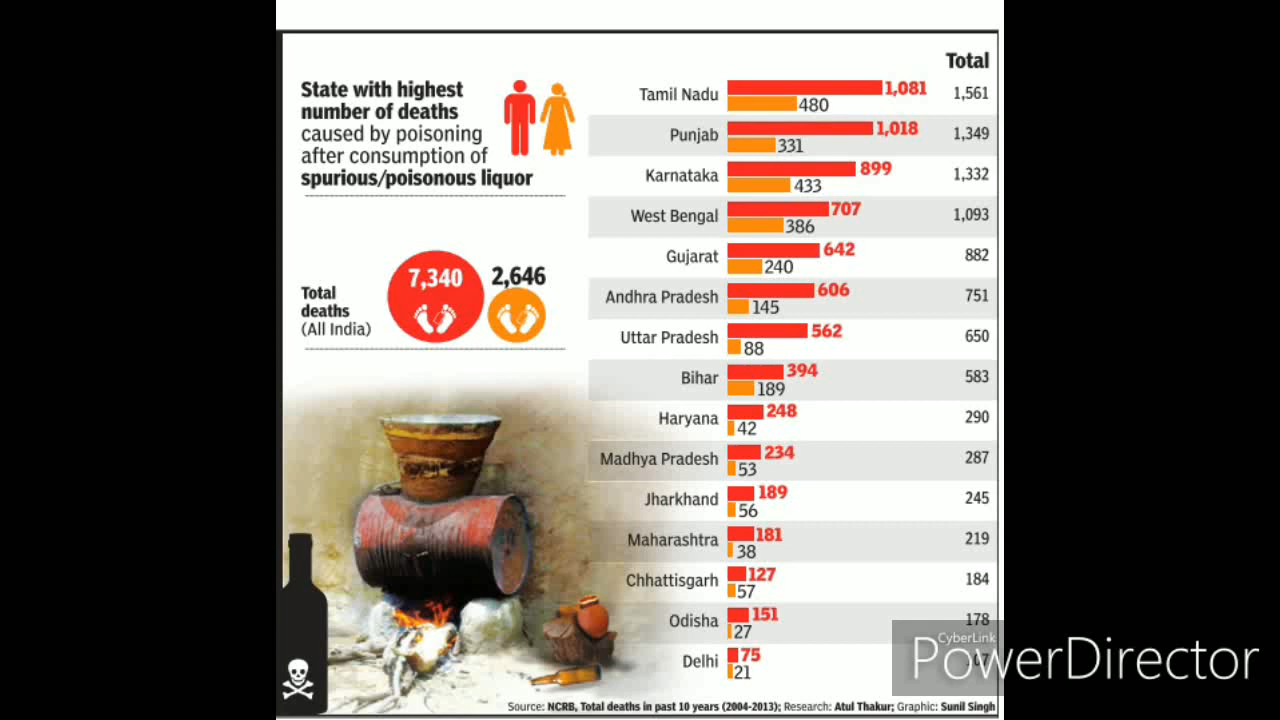 Total
State with highest
number of deaths
caused by poisoning
after consumption of
spurious/poisonous liquor
Total
deaths
(All India)
7,340
2,646
Tamil Nadu 1,081 480 1,561
Punjab 1,018 331 1,349
Karnataka 899 433 1,332
West Bengal 707 386 1,093
Gujarat 642 240 882
Andhra Pradesh 606 145 751
Uttar Pradesh 562 88 650
Bihar 394 189 583
Haryana 248 42 290
Madhya Pradesh 234 53 287
Jharkhand 189 56 245
Maharashtra 181 38 219
Chhattisgarh 127 57 184
Odisha 151 27 178
Delhi 75 21
CyberLink
PowerDirector
Source: NCRB, Total deaths in past 10 years (2004-2013); Research: Atul Thakur; Graphic: Sunil Singh